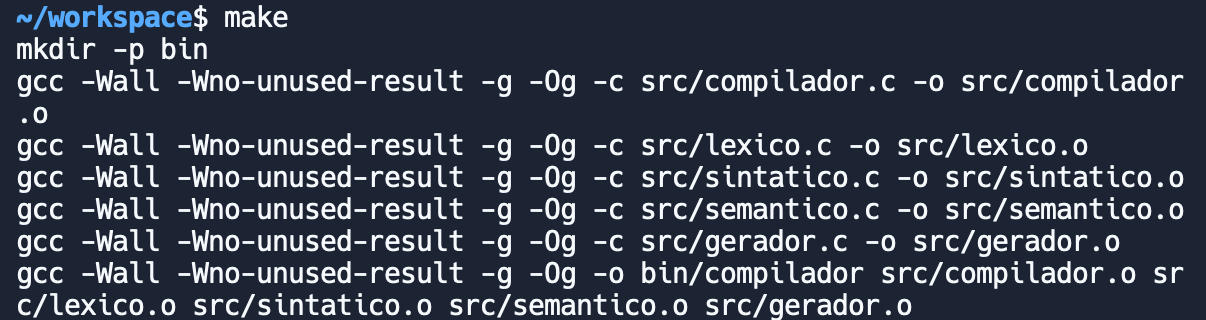 ~/workspace$ make
mkdir -p bin
gcc -Wall -Wno-unused-result -g -Og -c src/compilador.c -o src/compilador
.o
gcc -Wall -Wno-unused-result -g -Og -c src/lexico.c -o src/lexico.o
gcc -Wall -Wno-unused-result -g -Og -c src/sintatico.c -o src/sintatico.o
gcc -Wall -Wno-unused-result -g -Og -c src/semantico.c -o src/semantico.o
gcc -Wall -Wno-unused-result -g -Og -c src/gerador.c -o src/gerador.o
gcc -Wall -Wno-unused-result -g -Og -o bin/compilador src/compilador.o sr
c/lexico.o src/sintatico.o src/semantico.o src/gerador.o